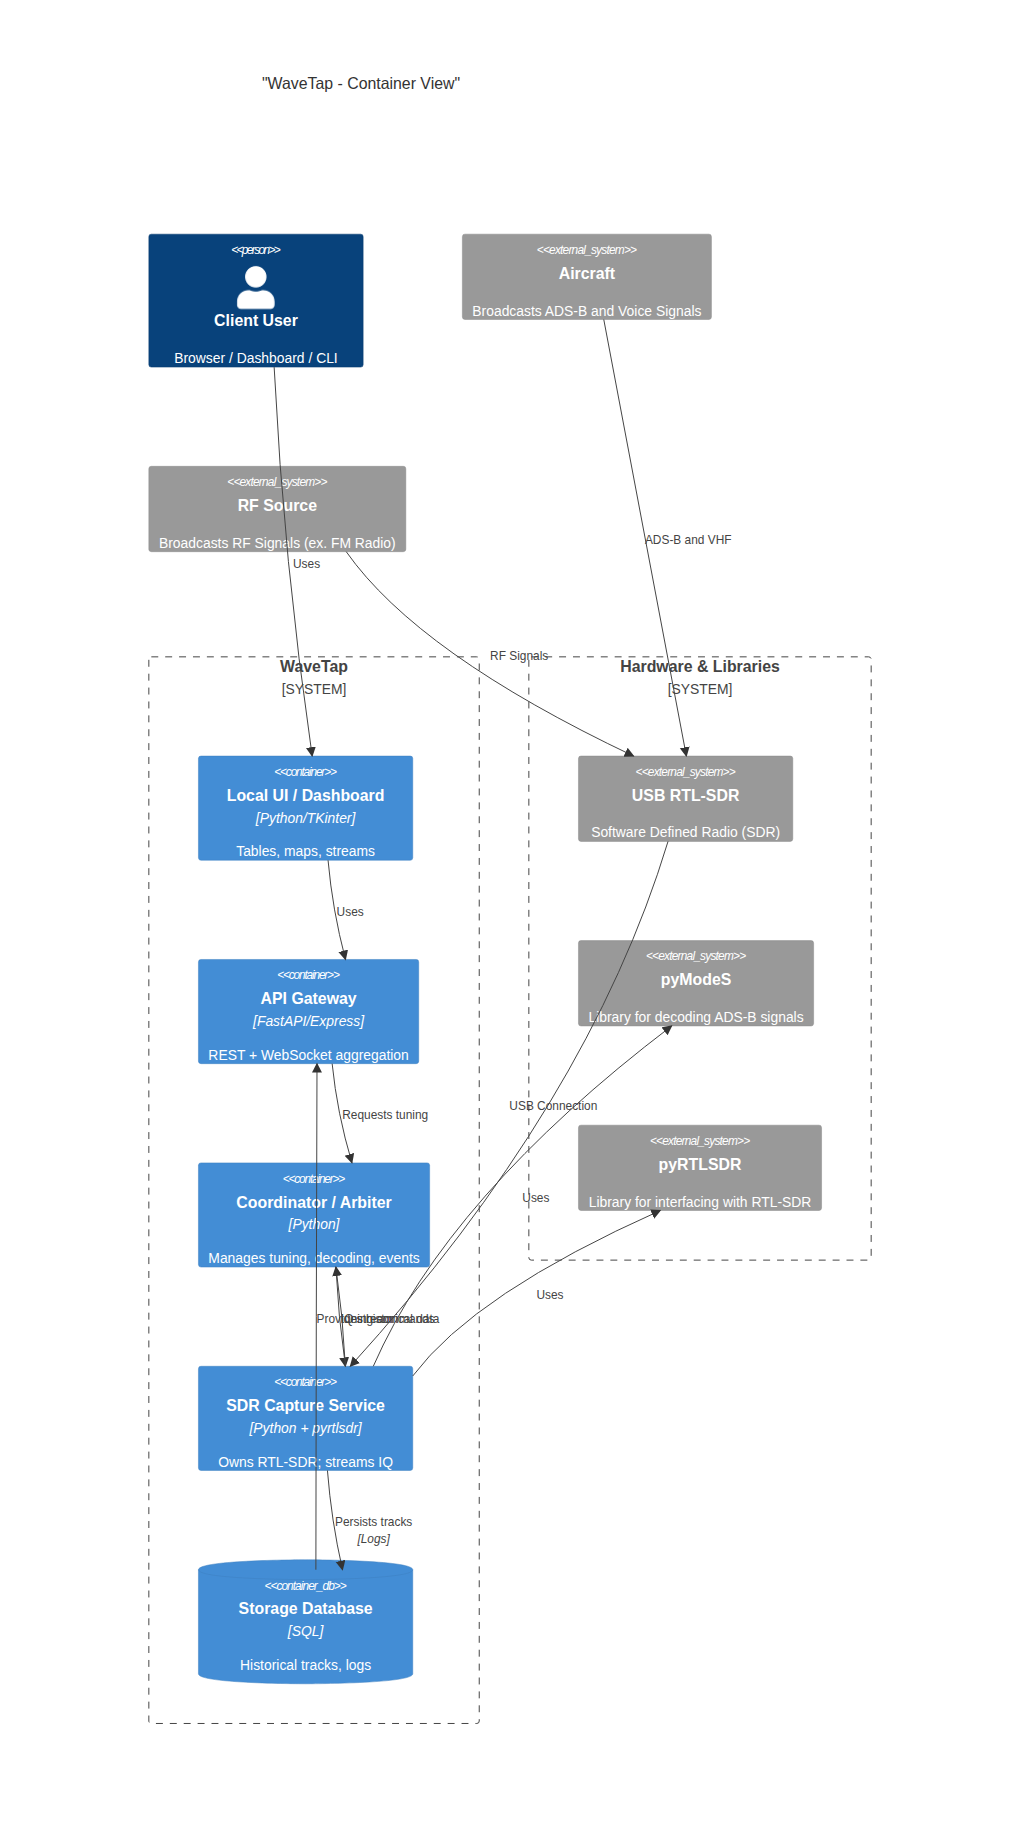 "WaveTap - Container View"
<<person>>
Client User
Browser / Dashboard / CLI
<<external_system>>
Aircraft
Broadcasts ADS-B and Voice Signals
<<external_system>>
RF Source
Broadcasts RF Signals (ex. FM Radio)
Uses
ADS-B and VHF
RF Signals
WaveTap
[SYSTEM]
Hardware & Libraries
[SYSTEM]
<<container>>
Local UI / Dashboard
[Python/TKinter]
Tables, maps, streams
<<external_system>>
USB RTL-SDR
Software Defined Radio (SDR)
Uses
<<container>>
API Gateway
[FastAPI/Express]
REST + WebSocket aggregation
<<external_system>>
pyModeS
Library for decoding ADS-B signals
Requests tuning
USB Connection
<<container>>
Coordinator / Arbiter
[Python]
Manages tuning, decoding, events
<<external_system>>
pyRTLSDR
Library for interfacing with RTL-SDR
Uses
Uses
data
<<container>>
SDR Capture Service
[Python + pyrtlsdr]
Owns RTL-SDR; streams IQ
Persists tracks
[Logs]
<<container_db>>
Storage Database
[SQL]
Historical tracks, logs